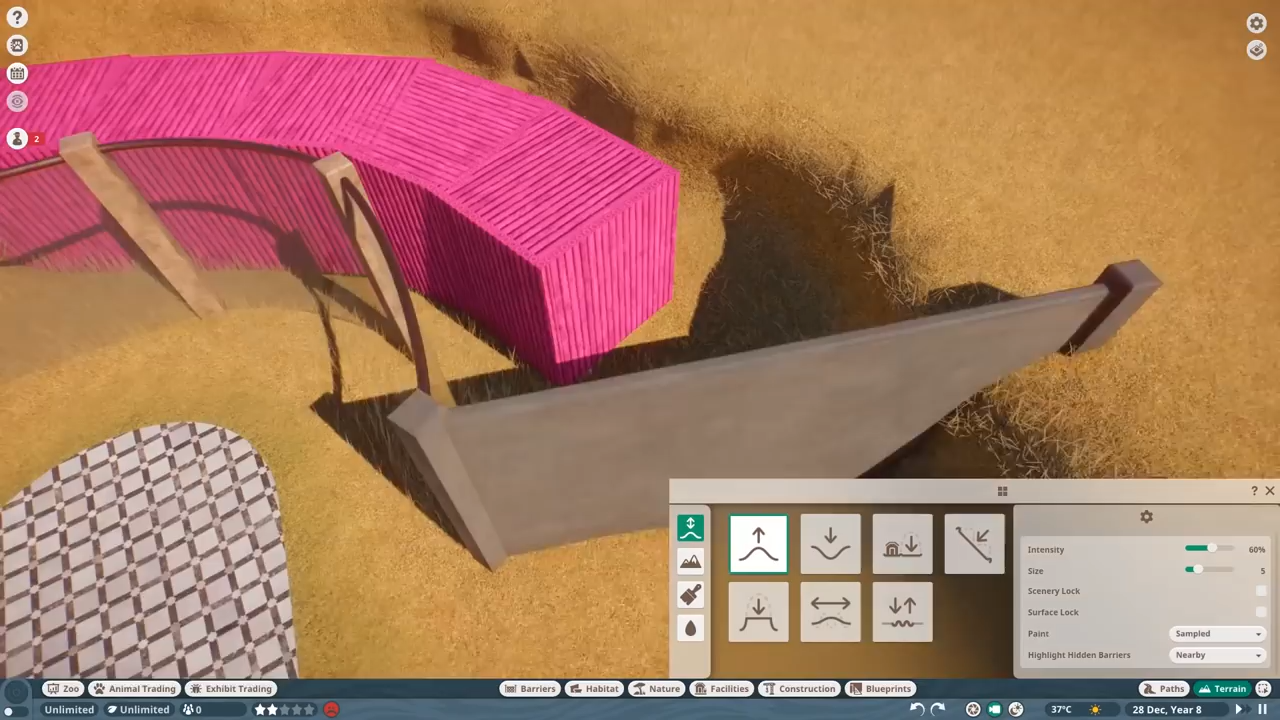 2
Intensity 60%
Size 5
Scenery Lock
Surface Lock
Paint Sampled
Highlight Hidden Barriers Nearby
Zoo Animal Trading Exhibit Trading Barriers Habitat Nature Facilities Construction Blueprints Paths Terrain
Unlimited Unlimited 0 37°C 28 Dec, Year 8